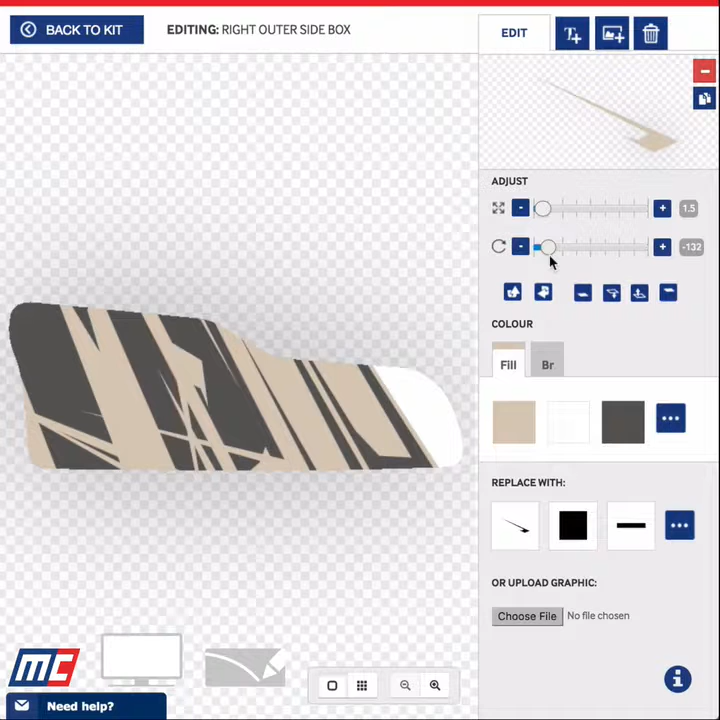 BACK TO KIT
EDITING: RIGHT OUTER SIDE BOX
EDIT
T+
ADJUST
- + 1.5
- + -132
COLOUR
Fill Br
REPLACE WITH:
OR UPLOAD GRAPHIC:
Choose File No file chosen
MC
Need help?